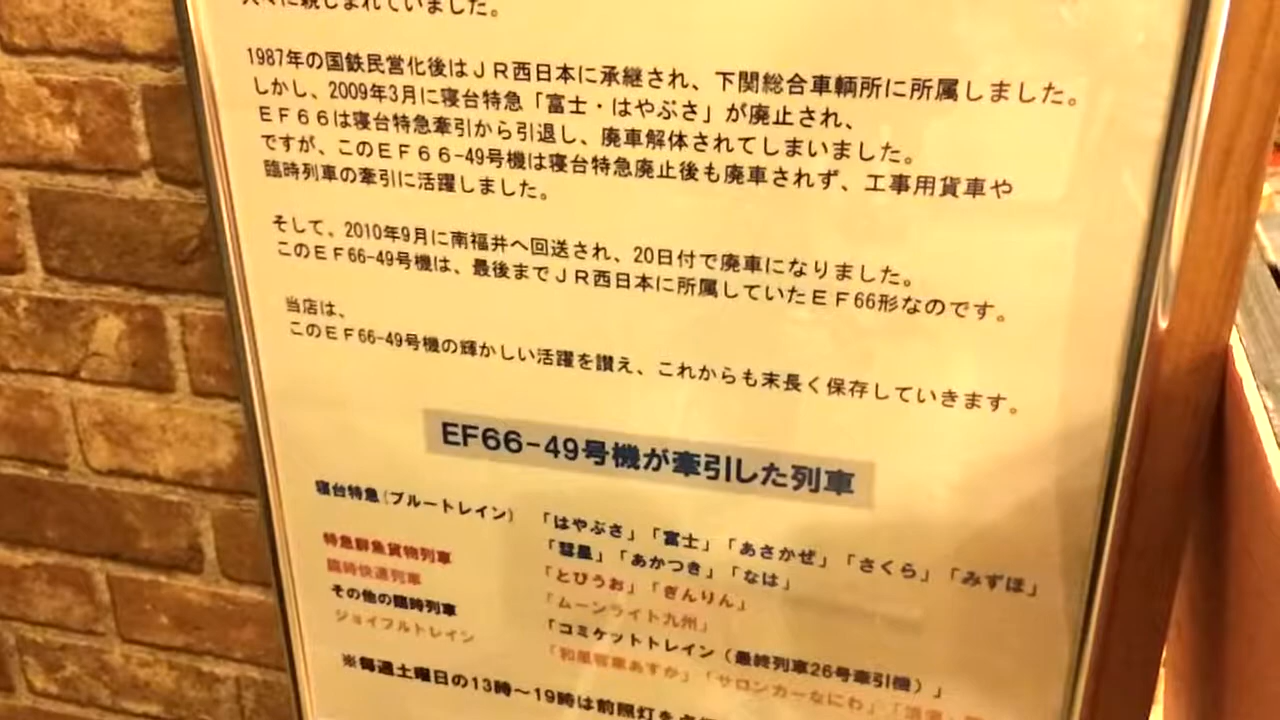 人々に親しまれていました。
1987年の国鉄民営化後はＪＲ西日本に承継され、下関総合車輌所に所属しました。
しかし、2009年3月に寝台特急「富士・はやぶさ」が廃止され、
ＥＦ６６は寝台特急牽引から引退し、廃車解体されてしまいました。
ですが、このＥＦ６６-49号機は寝台特急廃止後も廃車されず、工事用貨車や
臨時列車の牽引に活躍しました。
そして、2010年9月に南福井へ回送され、20日付で廃車になりました。
このＥＦ66-49号機は、最後までＪＲ西日本に所属していたＥＦ66形なのです。
当店は、
このＥＦ66-49号機の輝かしい活躍を讃え、これからも末長く保存していきます。
EF66-49号機が牽引した列車
寝台特急(ブルートレイン) 「はやぶさ」「富士」「あさかぜ」「さくら」「みずほ」
「彗星」「あかつき」「なは」
特急鮮魚貨物列車 「とびうお」「ぎんりん」
臨時快速列車 「ムーンライト九州」
その他の臨時列車 「コミケットトレイン（最終列車26号牽引機）」
ジョイフルトレイン 「和風客車あすか」「サロンカーなにわ」
※毎週土曜日の13時～19時は前照灯を